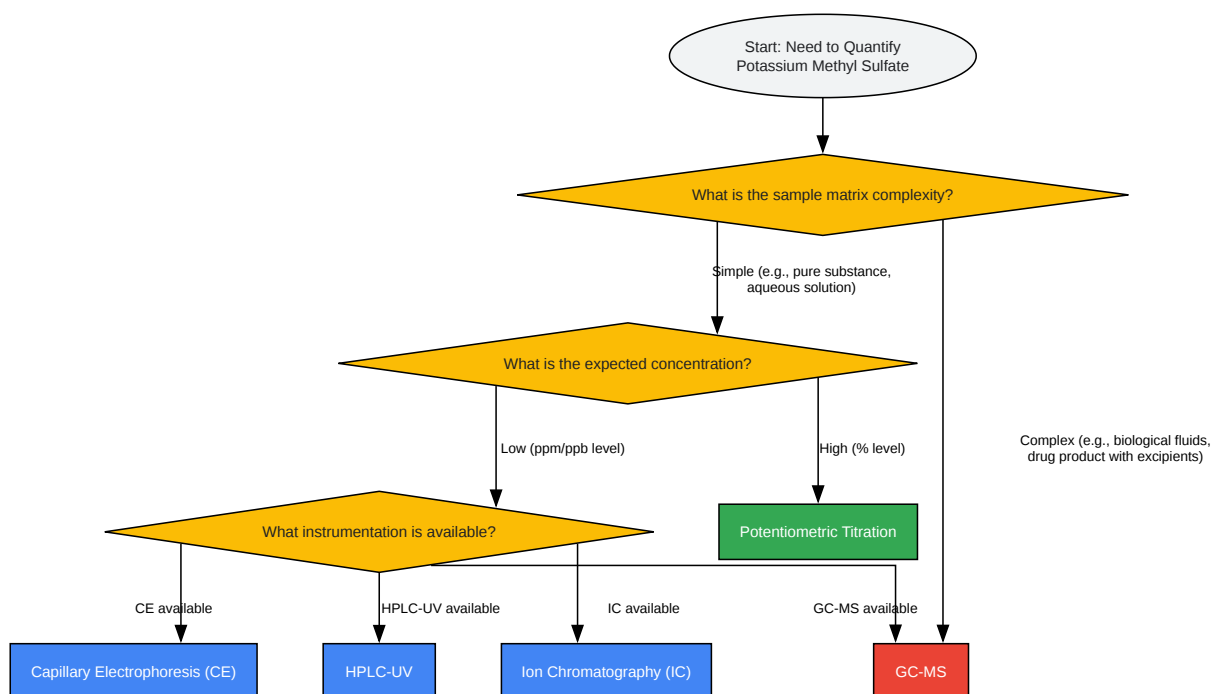 Start: Need to Quantify
Potassium Methyl Sulfate
What is the sample matrix complexity?
Simple (e.g., pure substance,
aqueous solution)
What is the expected concentration?
Low (ppm/ppb level)
High (% level)
Complex (e.g., biological fluids,
drug product with excipients)
What instrumentation is available?
Potentiometric Titration
CE available
HPLC-UV available
IC available
GC-MS available
Capillary Electrophoresis (CE)
HPLC-UV
Ion Chromatography (IC)
GC-MS